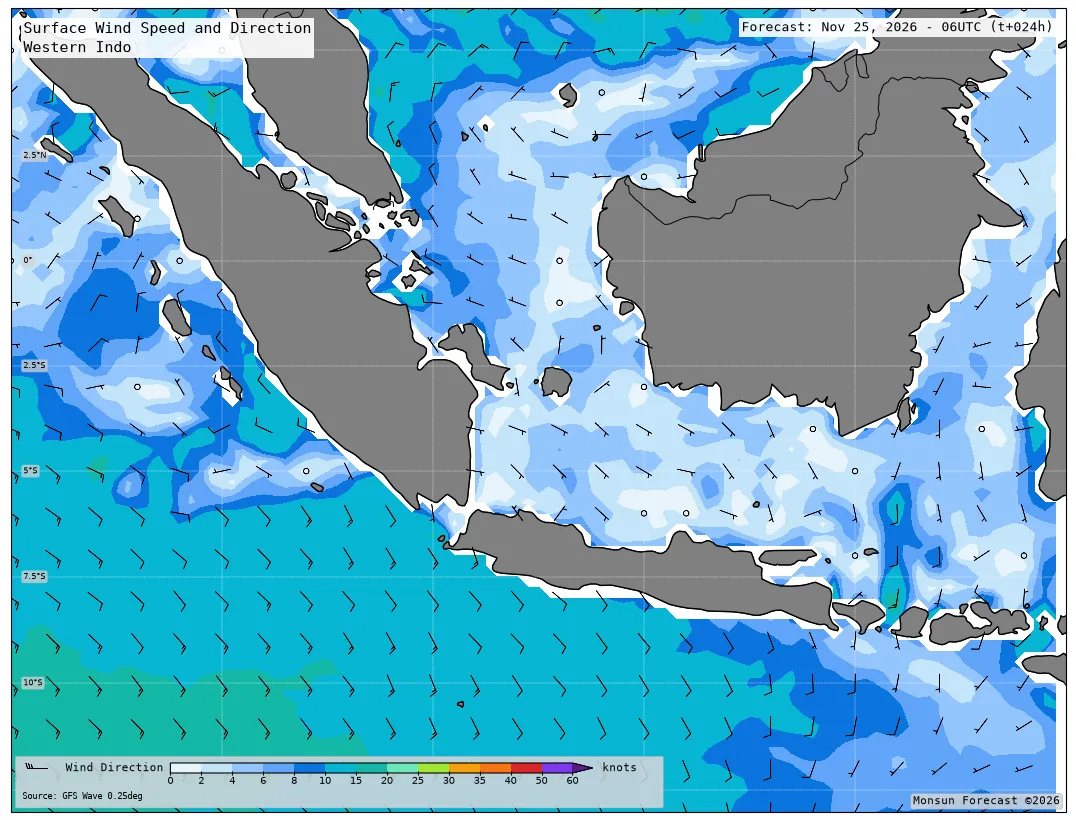 Surface Wind Speed and Direction
Western Indo
Forecast: Nov 25, 2026 - 06UTC (t+024h)
2.5°N
0°
2.5°S
5°S
7.5°S
10°S
Wind Direction
0 2 4 6 8 10 15 20 25 30 35 40 50 60
knots
Source: GFS Wave 0.25deg
Monsun Forecast ©2026